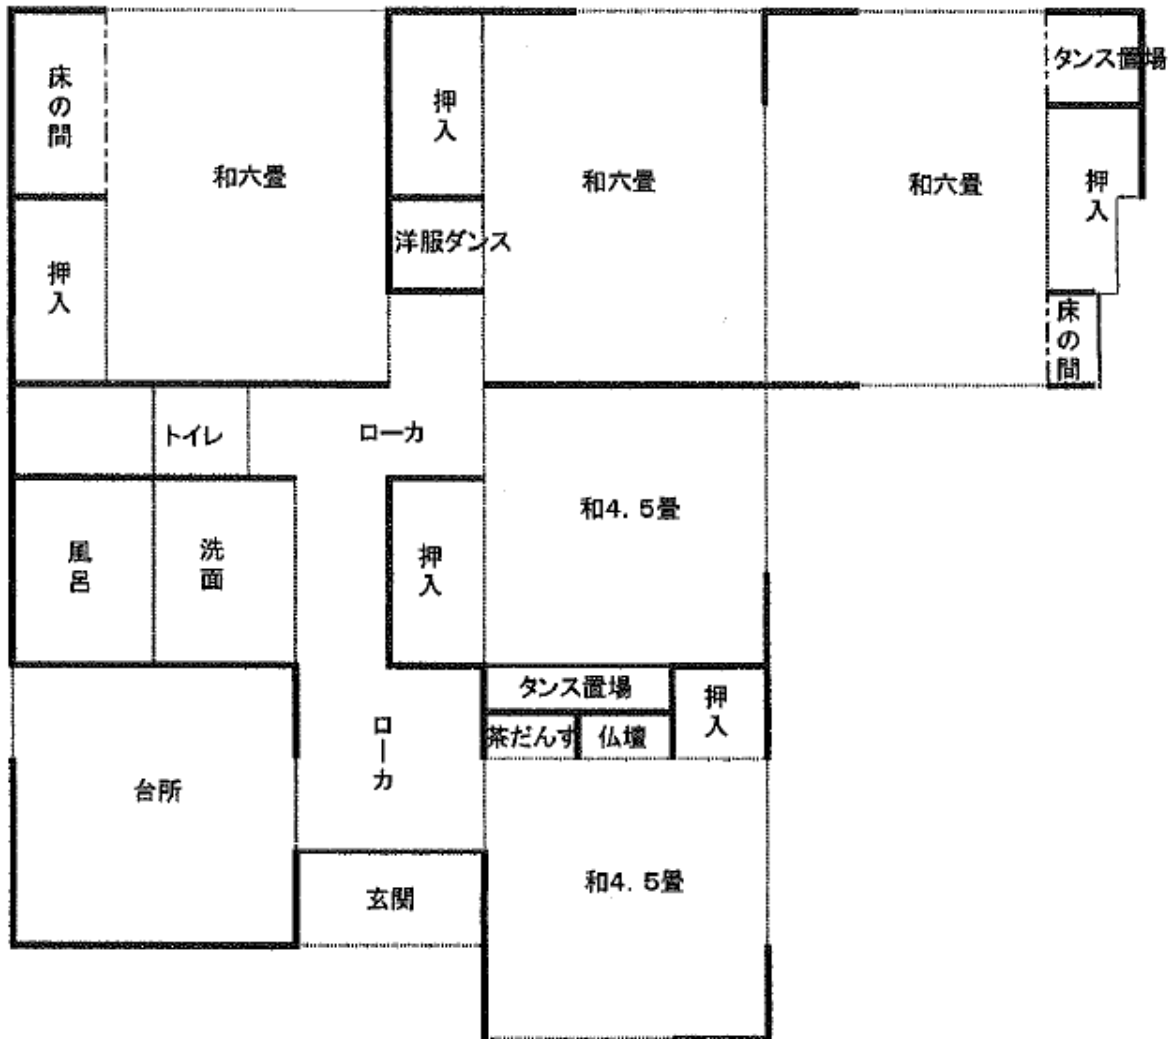 床の間
押入
タンス置場
和六畳
和六畳
和六畳
押入
洋服ダンス
押入
床の間
トイレ
ローカ
和4.5畳
風呂
洗面
押入
タンス置場
押入
茶だんす
仏壇
ローカ
台所
和4.5畳
玄関
押入